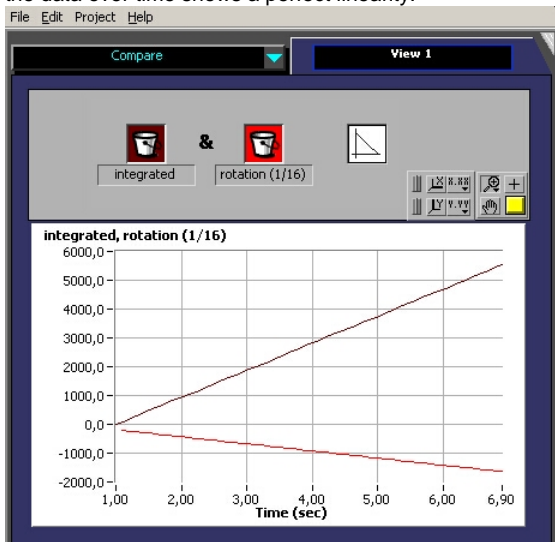 the data over time shows a perfect linearity.
File Edit Project Help
Compare
View 1
&
integrated
rotation (1/16)
X X.XX
Y Y.YY
integrated, rotation (1/16)
6000,0
5000,0
4000,0
3000,0
2000,0
1000,0
0,0
-1000,0
-2000,0
1,00 2,00 3,00 4,00 5,00 6,00 6,90
Time (sec)